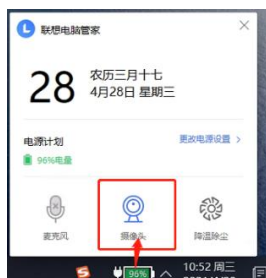 联想电脑管家
28
农历三月十七
4月28日 星期三
电源计划
更改电源设置 >
96%电量
麦克风
摄像头
降温除尘
96%
10:52 周三